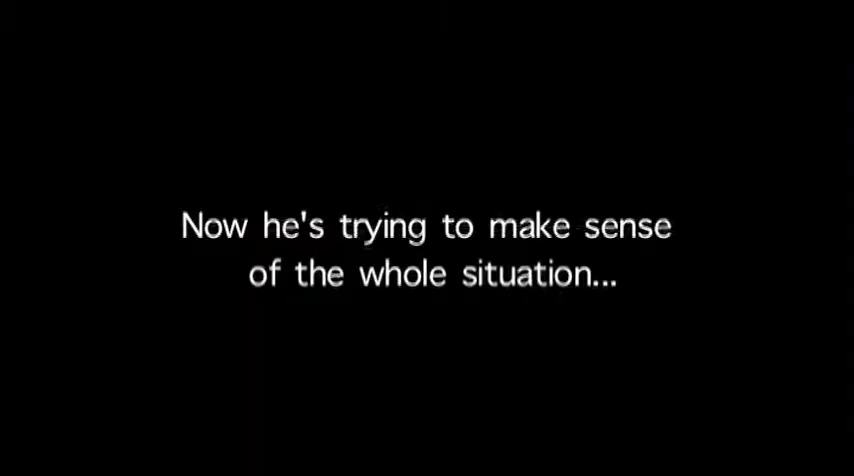 Now he's trying to make sense
of the whole situation...